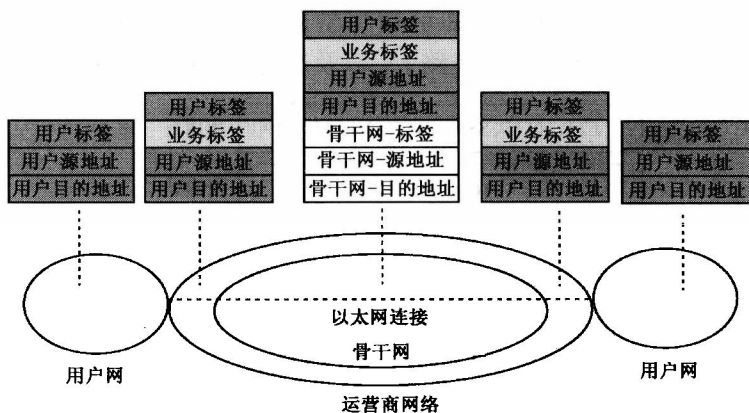 用户标签
用户源地址
用户目的地址
用户标签
业务标签
用户源地址
用户目的地址
用户标签
业务标签
用户源地址
用户目的地址
骨干网-标签
骨干网-源地址
骨干网-目的地址
用户标签
业务标签
用户源地址
用户目的地址
用户标签
用户源地址
用户目的地址
以太网连接
骨干网
用户网
用户网
运营商网络